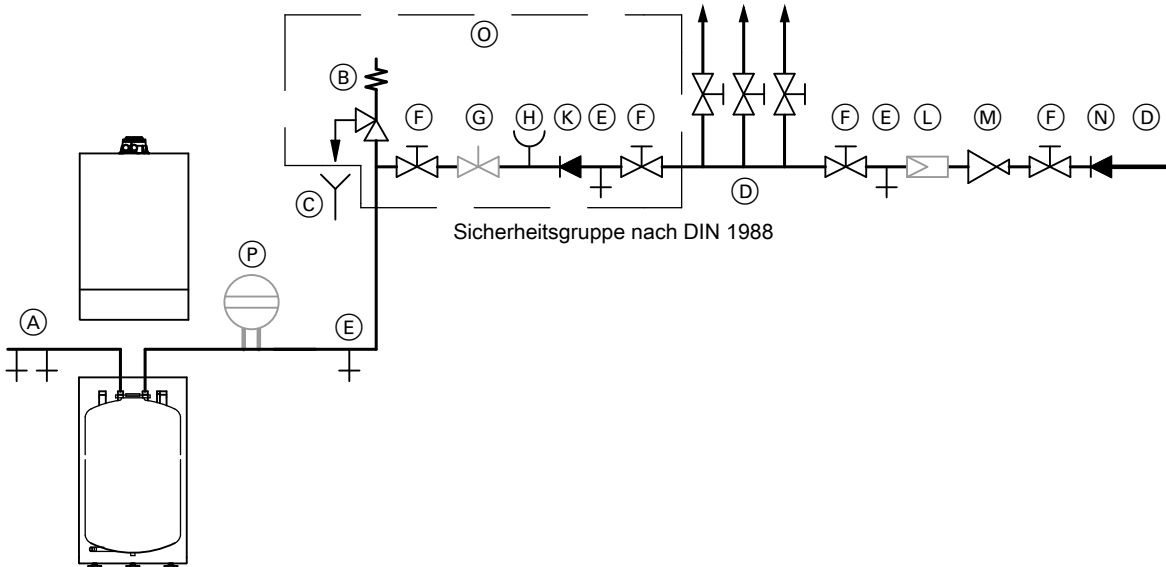 O
B
F G H K E F F E L M F N D
C D
Sicherheitsgruppe nach DIN 1988
P
A E